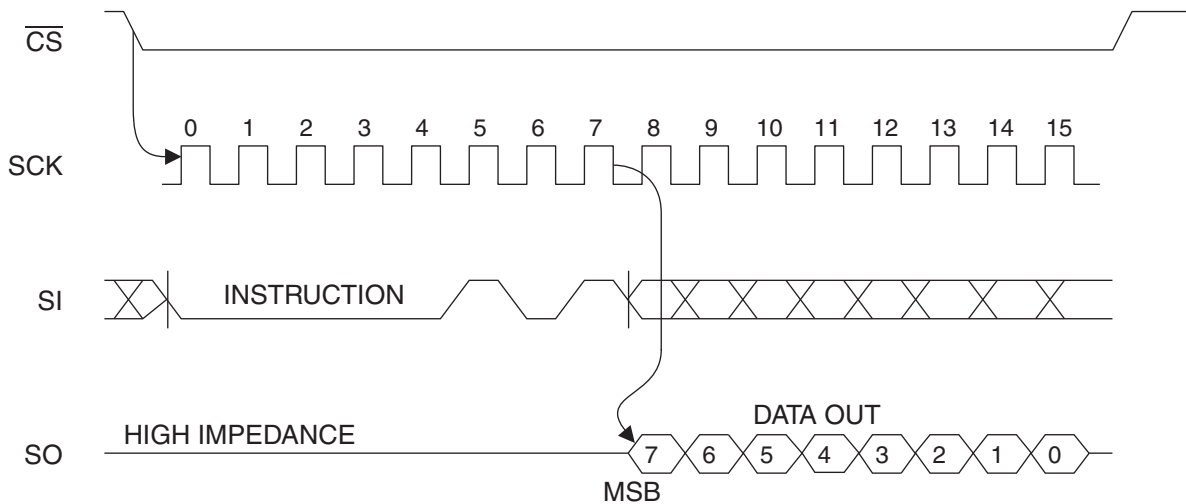 CS
0 1 2 3 4 5 6 7 8 9 10 11 12 13 14 15
SCK
SI
INSTRUCTION
DATA OUT
HIGH IMPEDANCE
SO
7 6 5 4 3 2 1 0
MSB